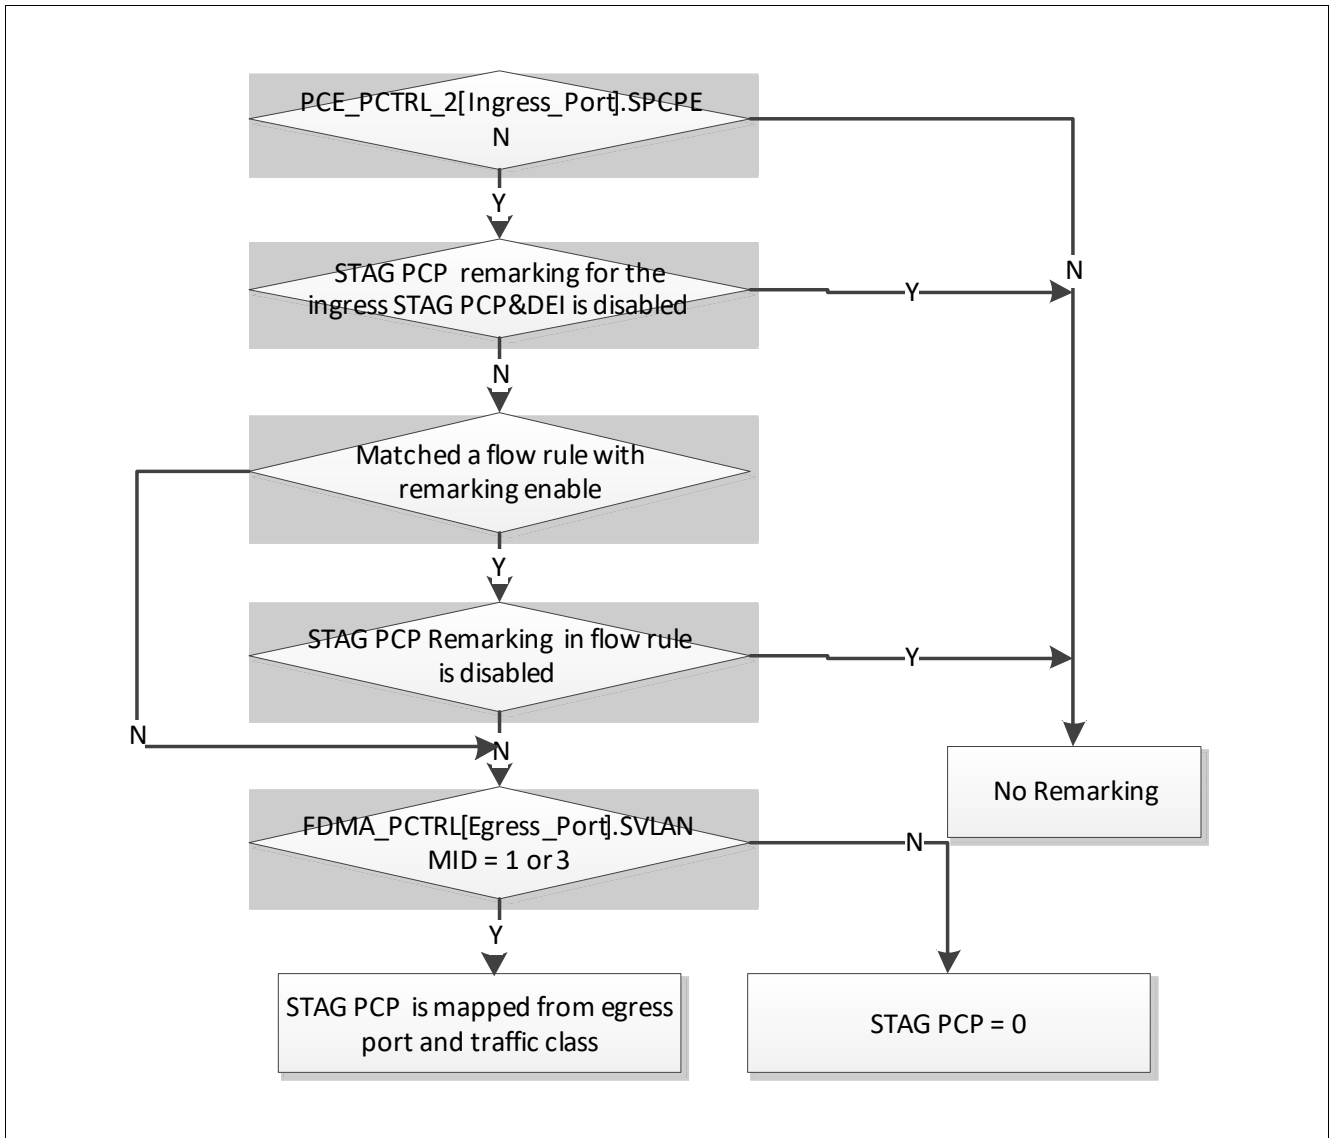 PCE_PCTRL_2[Ingress_Port].SPCPE
N
Y
N
STAG PCP remarking for the
ingress STAG PCP&DEI is disabled
Y
N
Matched a flow rule with
remarking enable
Y
STAG PCP Remarking in flow rule
is disabled
Y
N
N
No Remarking
FDMA_PCTRL[Egress_Port].SVLAN
MID = 1 or 3
N
Y
STAG PCP is mapped from egress
port and traffic class
STAG PCP = 0